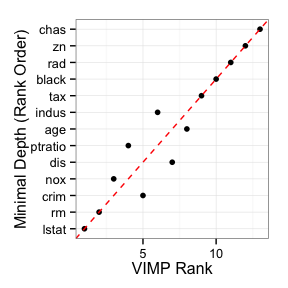 Minimal Depth (Rank Order)
chas
zn
rad
black
tax
indus
age
ptratio
dis
nox
crim
rm
lstat
5 10
VIMP Rank